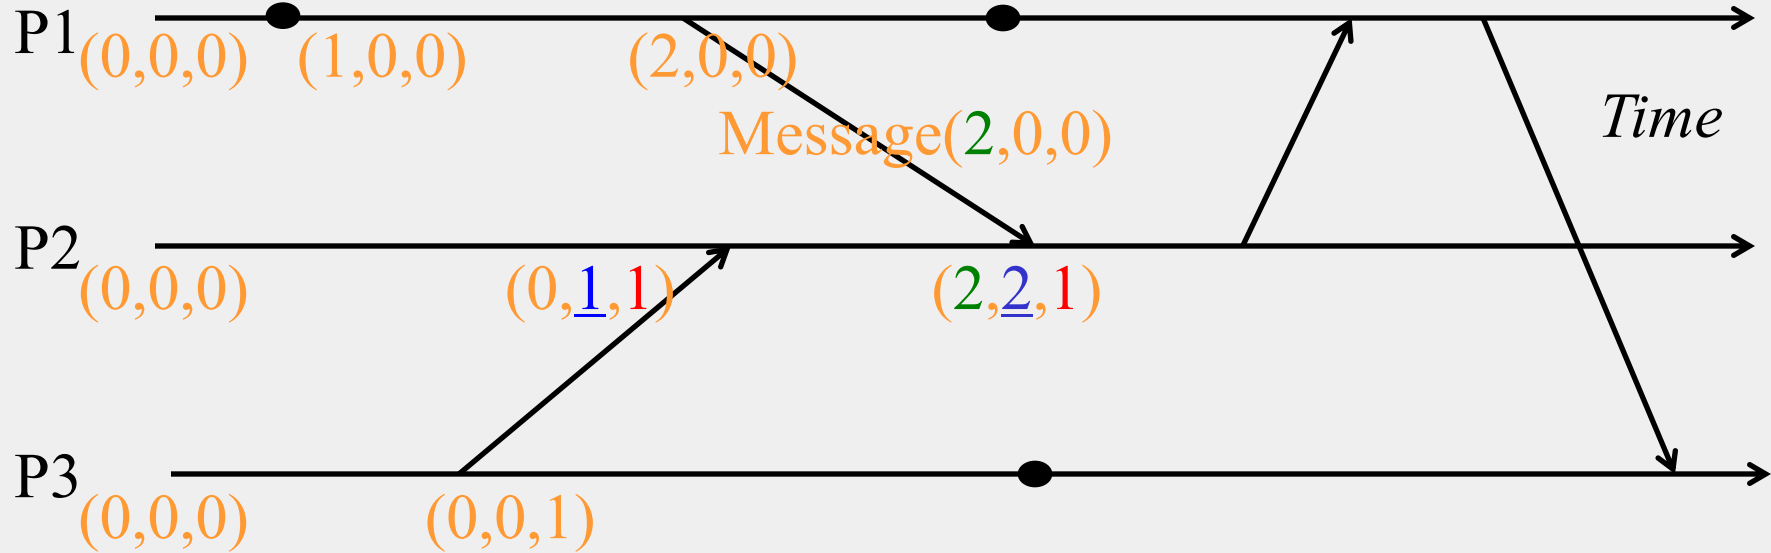 P1
(0,0,0) (1,0,0) (2,0,0)
Message(2,0,0)
Time
P2
(0,0,0) (0,1,1) (2,2,1)
P3
(0,0,0) (0,0,1)